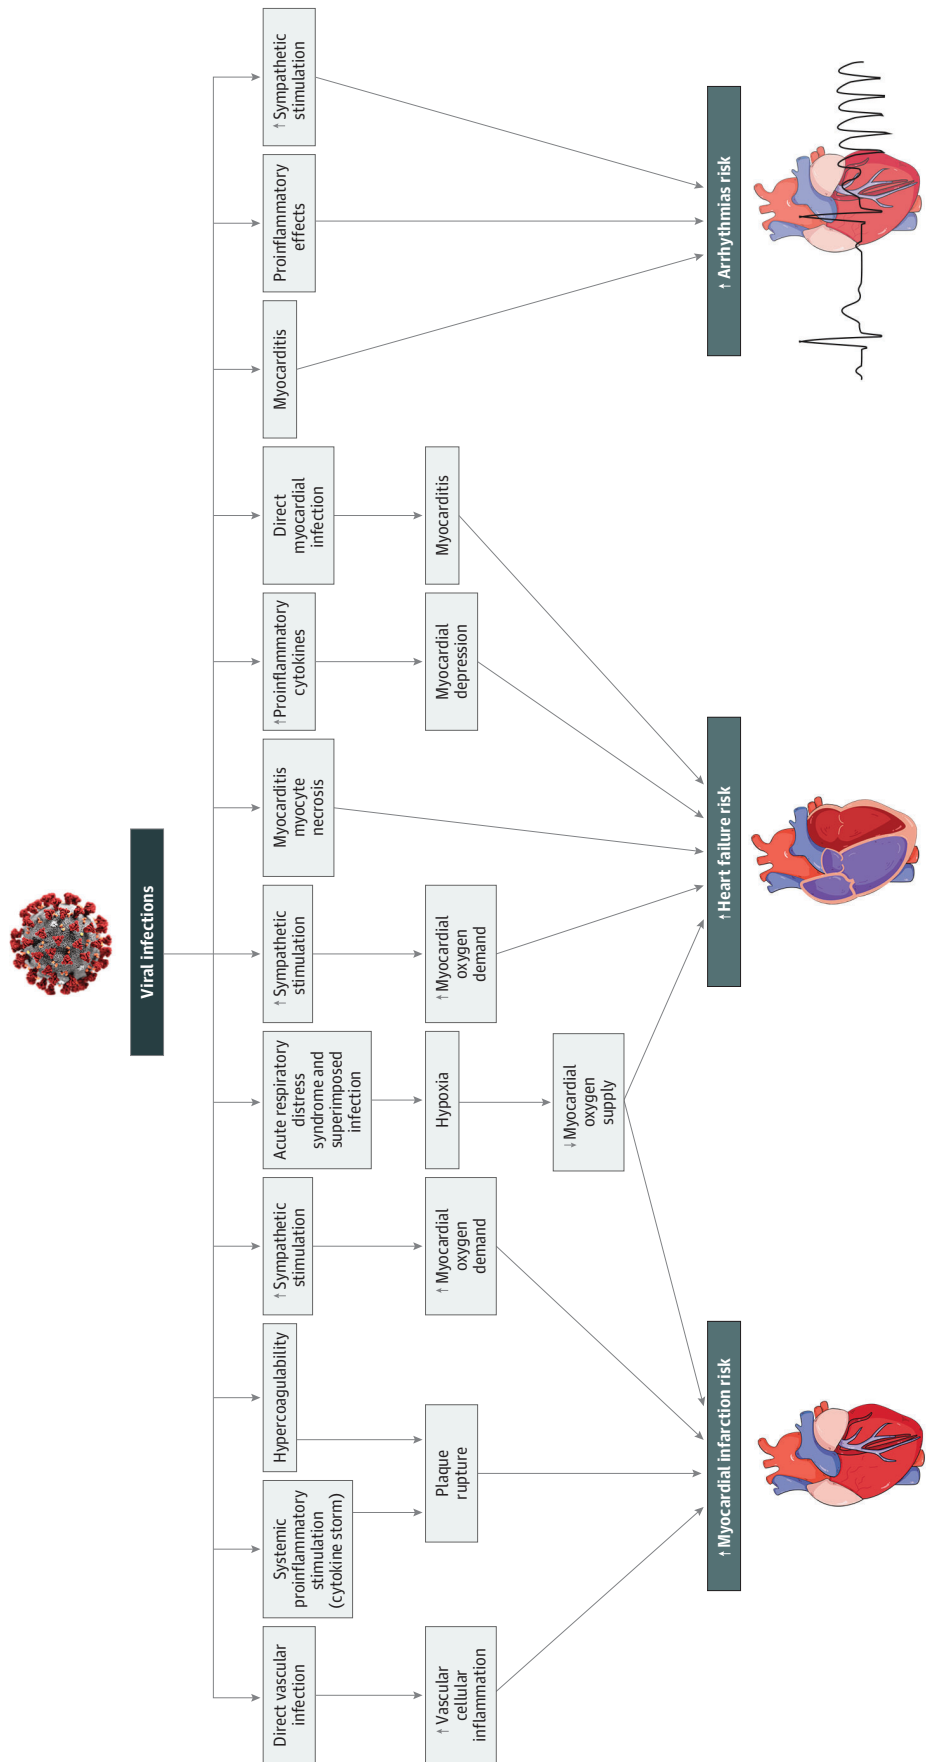 Viral infections
Direct vascular
infection
Systemic
proinflammatory
stimulation
(cytokine storm)
Hypercoagulability
↑Sympathetic
stimulation
Acute respiratory
distress
syndrome and
superimposed
infection
↑Sympathetic
stimulation
Myocarditis
myocyte
necrosis
↑Proinflammatory
cytokines
Direct
myocardial
infection
Myocarditis
Proinflammatory
effects
↑Sympathetic
stimulation
↑Vascular
cellular
inflammation
Plaque
rupture
↑Myocardial
oxygen
demand
Hypoxia
↑Myocardial
oxygen
demand
Myocardial
depression
Myocarditis
↓Myocardial
oxygen
supply
↑Myocardial infarction risk
↑Heart failure risk
↑Arrhythmias risk